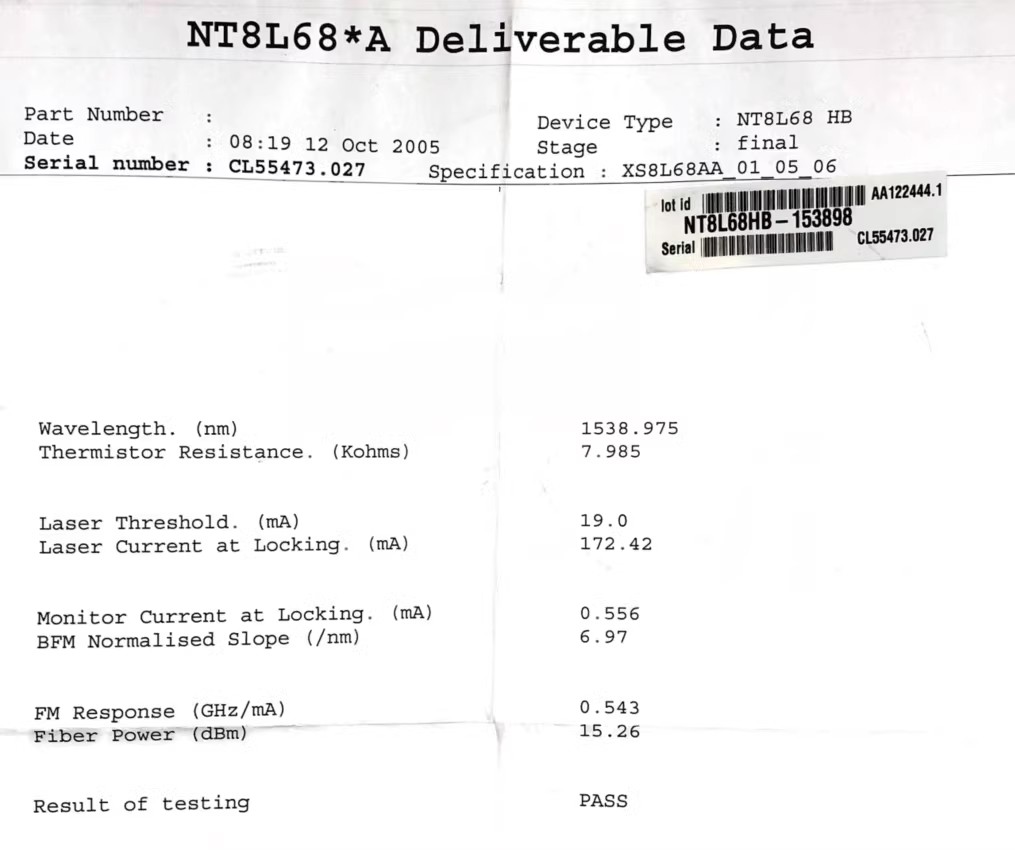 NT8L68*A Deliverable Data
Part Number :
Date : 08:19 12 Oct 2005
Serial number : CL55473.027
Device Type : NT8L68 HB
Stage : final
Specification : XS8L68AA_01_05_06
lot id AA122444.1
NT8L68HB-153898
Serial CL55473.027
Wavelength. (nm) 1538.975
Thermistor Resistance. (Kohms) 7.985
Laser Threshold. (mA) 19.0
Laser Current at Locking. (mA) 172.42
Monitor Current at Locking. (mA) 0.556
BFM Normalised Slope (/nm) 6.97
FM Response (GHz/mA) 0.543
Fiber Power (dBm) 15.26
Result of testing PASS